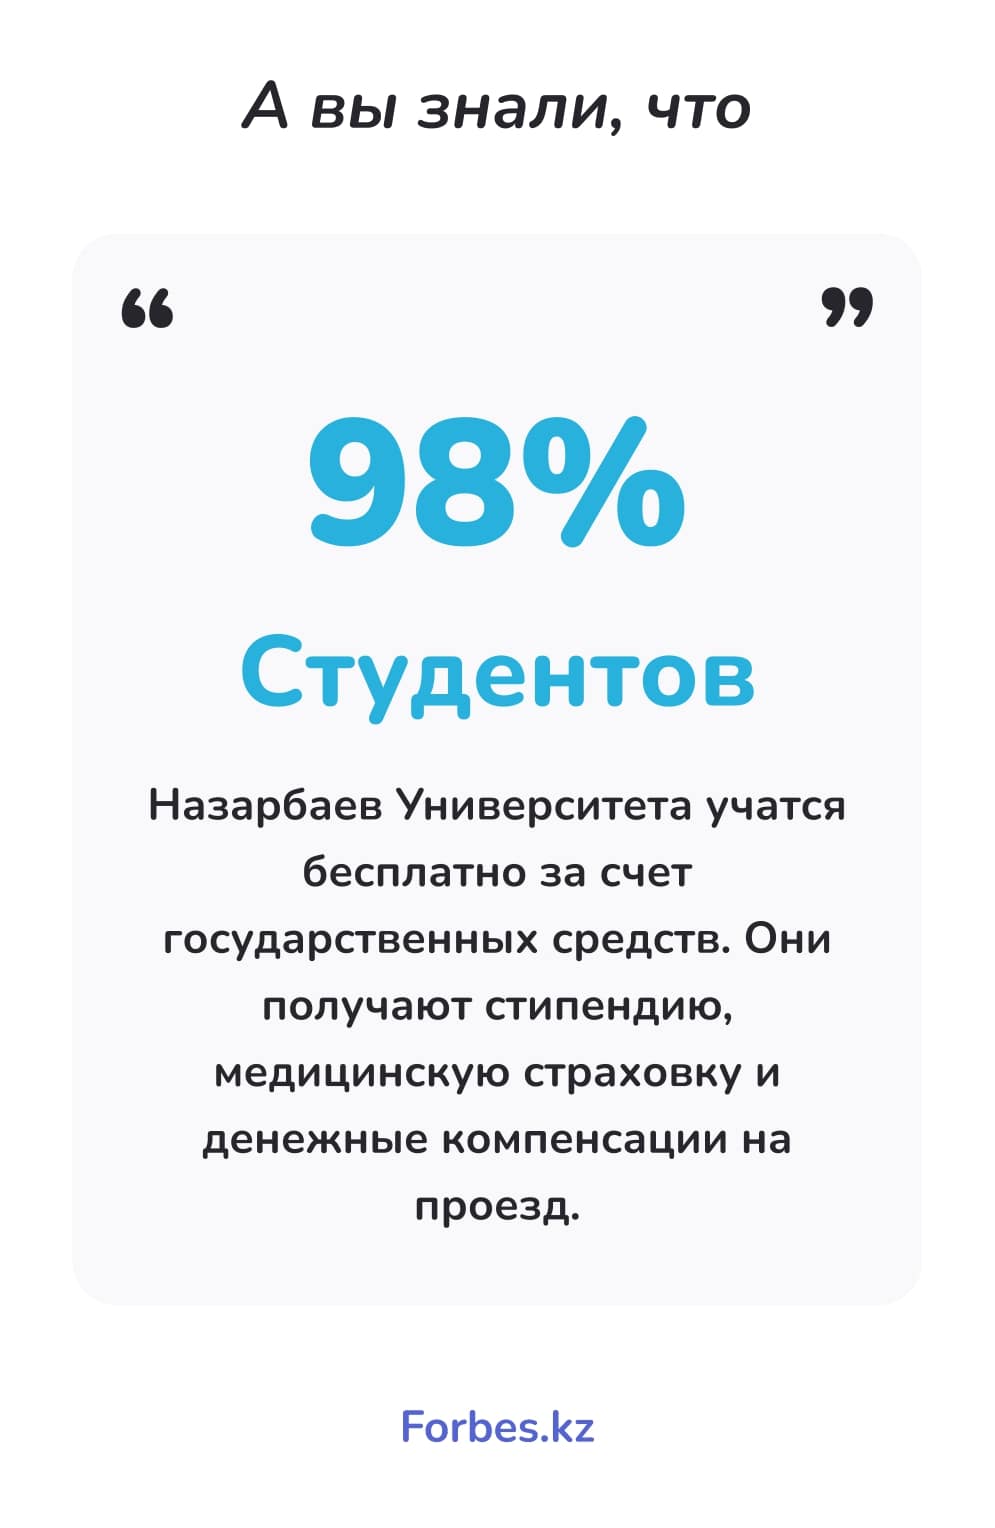 А вы знали, что
“ ”
98%
Студентов
Назарбаев Университета учатся
бесплатно за счет
государственных средств. Они
получают стипендию,
медицинскую страховку и
денежные компенсации на
проезд.
Forbes.kz